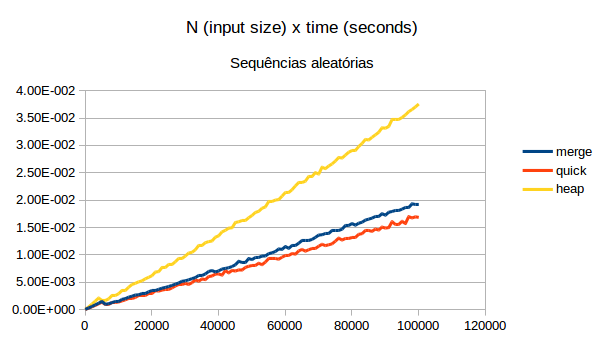 N (input size) x time (seconds)
Sequências aleatórias
4.00E-002
3.50E-002
3.00E-002
2.50E-002
2.00E-002
1.50E-002
1.00E-002
5.00E-003
0.00E+000
0 20000 40000 60000 80000 100000 120000
merge
quick
heap